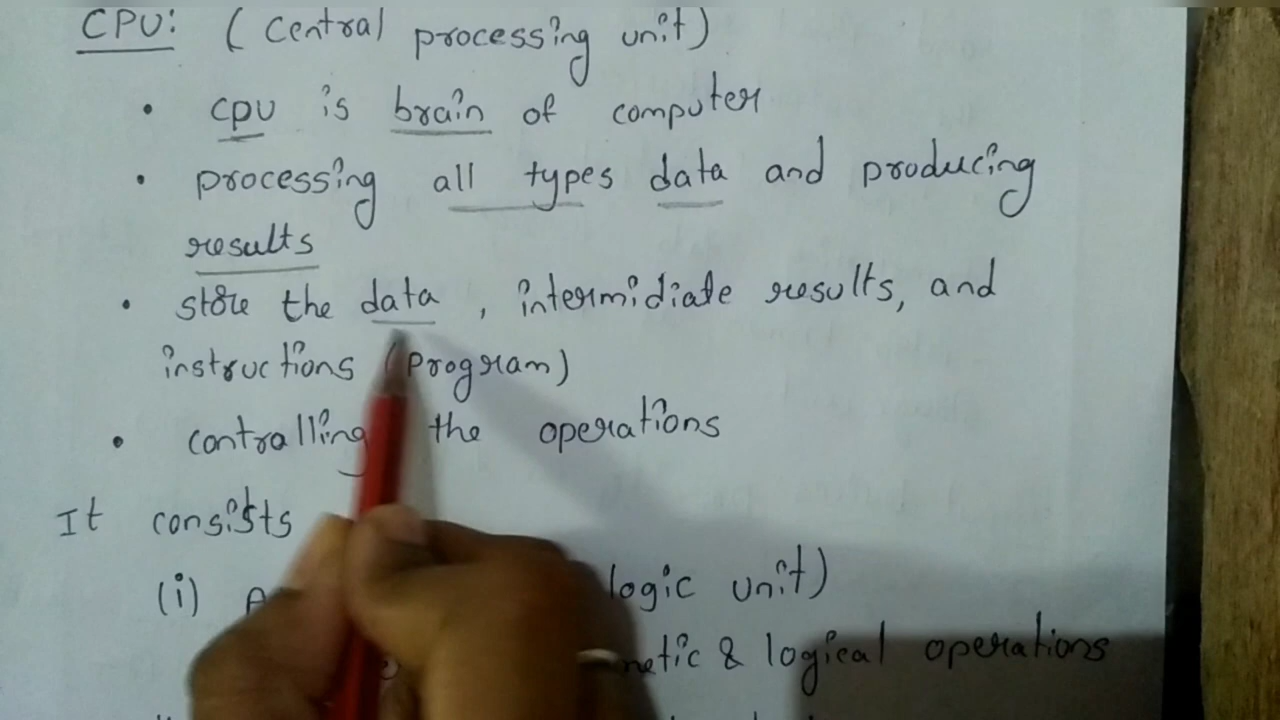 CPU: (Central processing unit)
• cpu is brain of computer
• processing all types data and producing
results
• store the data , intermidiate results, and
instructions (program)
• contralling the operations
It consists
(i) logic unit)
& logical operations